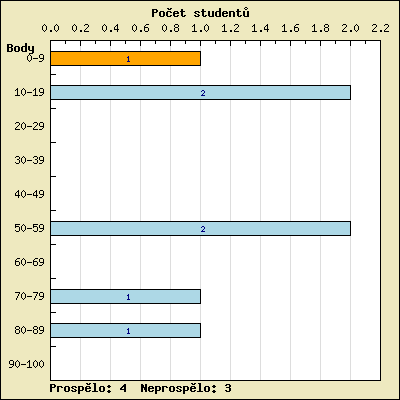 Počet studentů
0.0 0.2 0.4 0.6 0.8 1.0 1.2 1.4 1.6 1.8 2.0 2.2
Body
0-9 1
10-19 2
20-29
30-39
40-49
50-59 2
60-69
70-79 1
80-89 1
90-100
Prospělo: 4 Neprospělo: 3